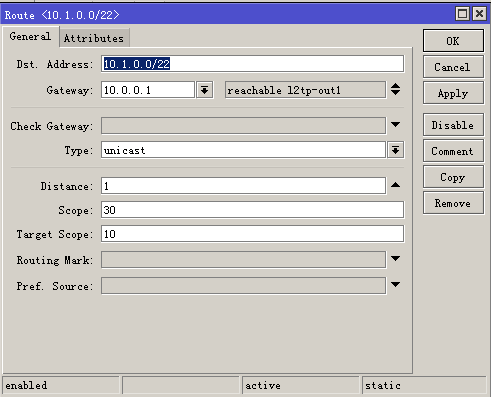 Route <10.1.0.0/22>
General Attributes
Dst. Address: 10.1.0.0/22
Gateway: 10.0.0.1 reachable l2tp-out1
Check Gateway:
Type: unicast
Distance: 1
Scope: 30
Target Scope: 10
Routing Mark:
Pref. Source:
OK
Cancel
Apply
Disable
Comment
Copy
Remove
enabled active static